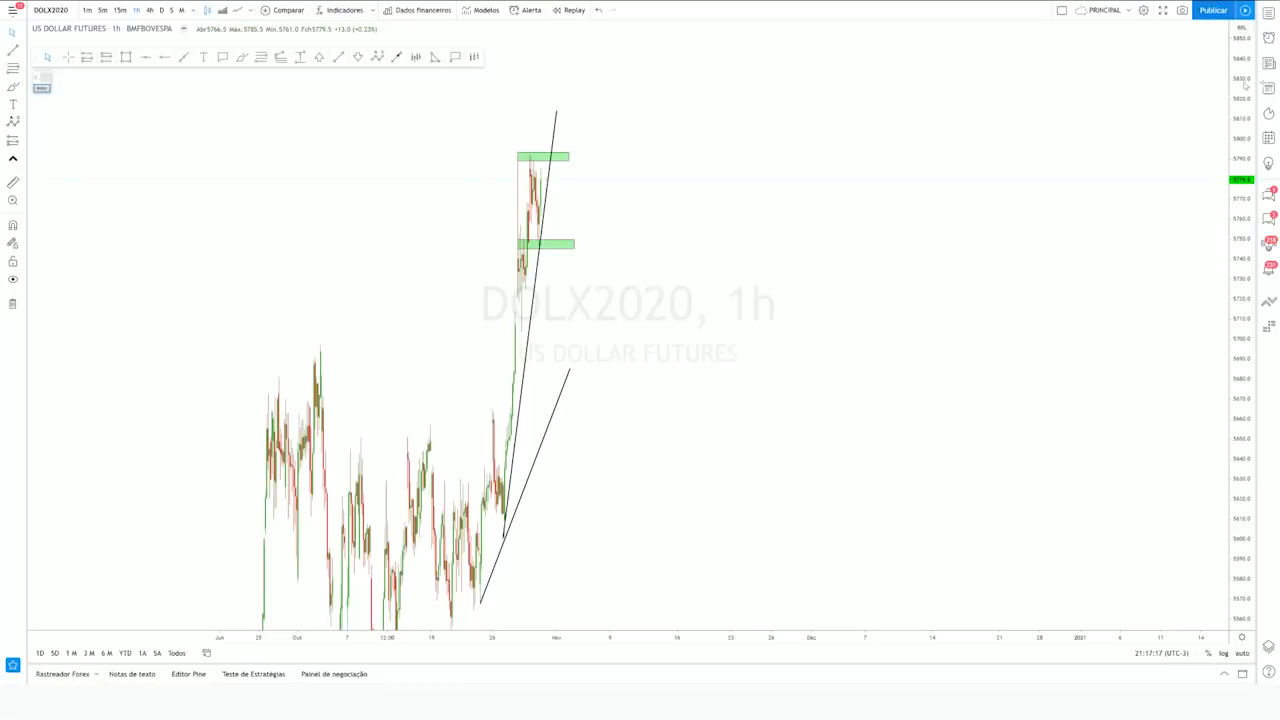 DOLX2020
1m 5m 15m 1h 4h D S M
Comparar
Indicadores
Dados financeiros
Modelos
Alerta
Replay
PRINCIPAL
Publicar
US DOLLAR FUTURES · 1h · BMFBOVESPA
Abr5766.5 Máx.5785.5 Mín.5761.0 Fch5779.5 +13.0 (+0.23%)
BRL
5850.0
5840.0
5830.0
5820.0
5810.0
5800.0
5790.0
5779.5
5770.0
5760.0
5750.0
5740.0
5730.0
5720.0
5710.0
5700.0
5690.0
5680.0
5670.0
5660.0
5650.0
5640.0
5630.0
5620.0
5610.0
5600.0
5590.0
5580.0
5570.0
5560.0
DOLX2020, 1h
US DOLLAR FUTURES
Jun 25 Out 7 12:00 19 26 Nov 9 16 23 26 Dez 7 14 21 28 2021 6 11 14
1D 5D 1 M 3 M 6 M YTD 1A 5A Todos
21:17:17 (UTC-3) % log auto
Rastreador Forex Notas de texto Editor Pine Teste de Estratégias Painel de negociação